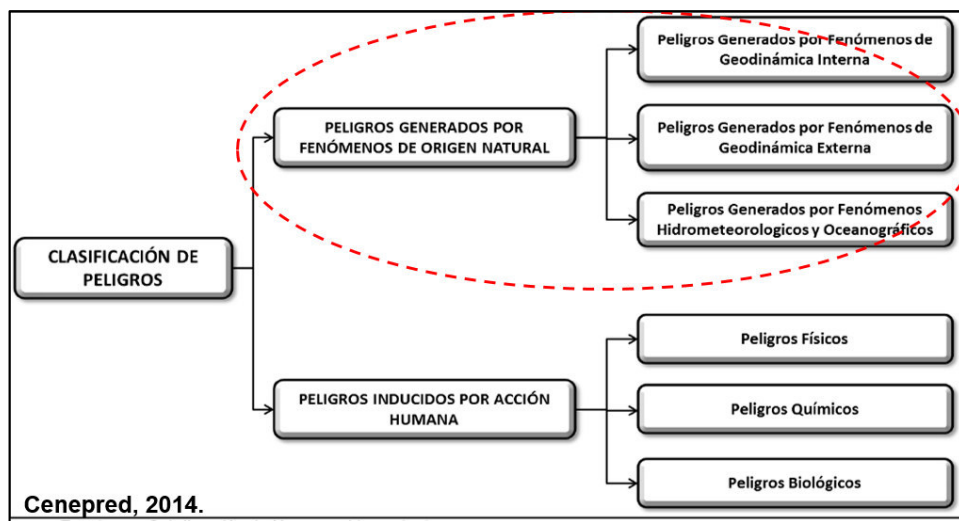 Peligros Generados por Fenómenos de
Geodinámica Interna
PELIGROS GENERADOS POR
FENÓMENOS DE ORIGEN NATURAL
Peligros Generados por Fenómenos de
Geodinámica Externa
Peligros Generados por Fenómenos
Hidrometeorologicos y Oceanográficos
CLASIFICACIÓN DE
PELIGROS
Peligros Físicos
PELIGROS INDUCIDOS POR ACCIÓN
HUMANA
Peligros Químicos
Peligros Biológicos
Cenepred, 2014.